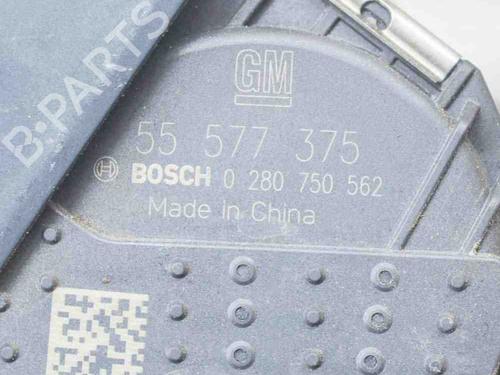 B-PARTS
GM
55 577 375
BOSCH 0 280 750 562
Made in China